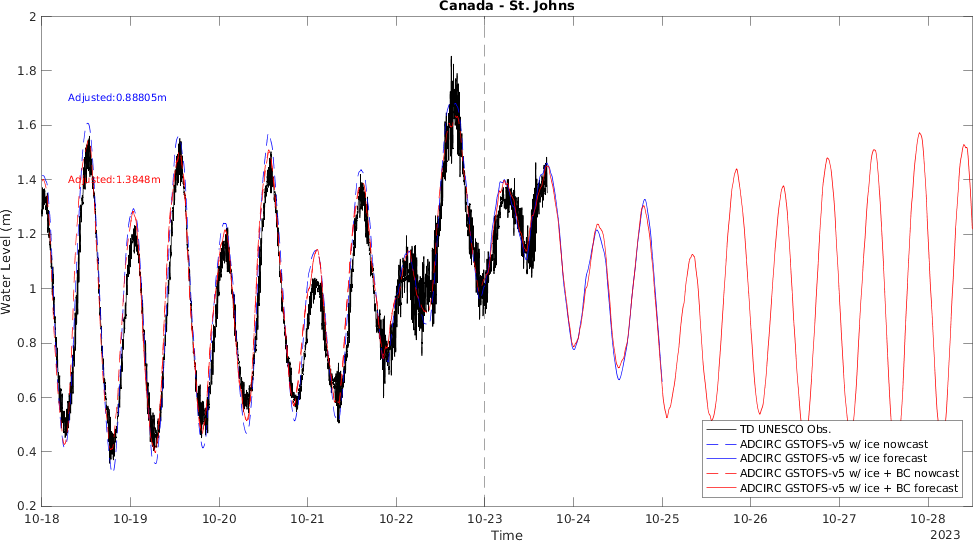 Canada - St. Johns
2
1.8
1.6
1.4
1.2
1
0.8
0.6
0.4
0.2
Water Level (m)
Adjusted:0.88805m
Adjusted:1.3848m
TD UNESCO Obs.
ADCIRC GSTOFS-v5 w/ ice nowcast
ADCIRC GSTOFS-v5 w/ ice forecast
ADCIRC GSTOFS-v5 w/ ice + BC nowcast
ADCIRC GSTOFS-v5 w/ ice + BC forecast
10-18 10-19 10-20 10-21 10-22 10-23 10-24 10-25 10-26 10-27 10-28
2023
Time